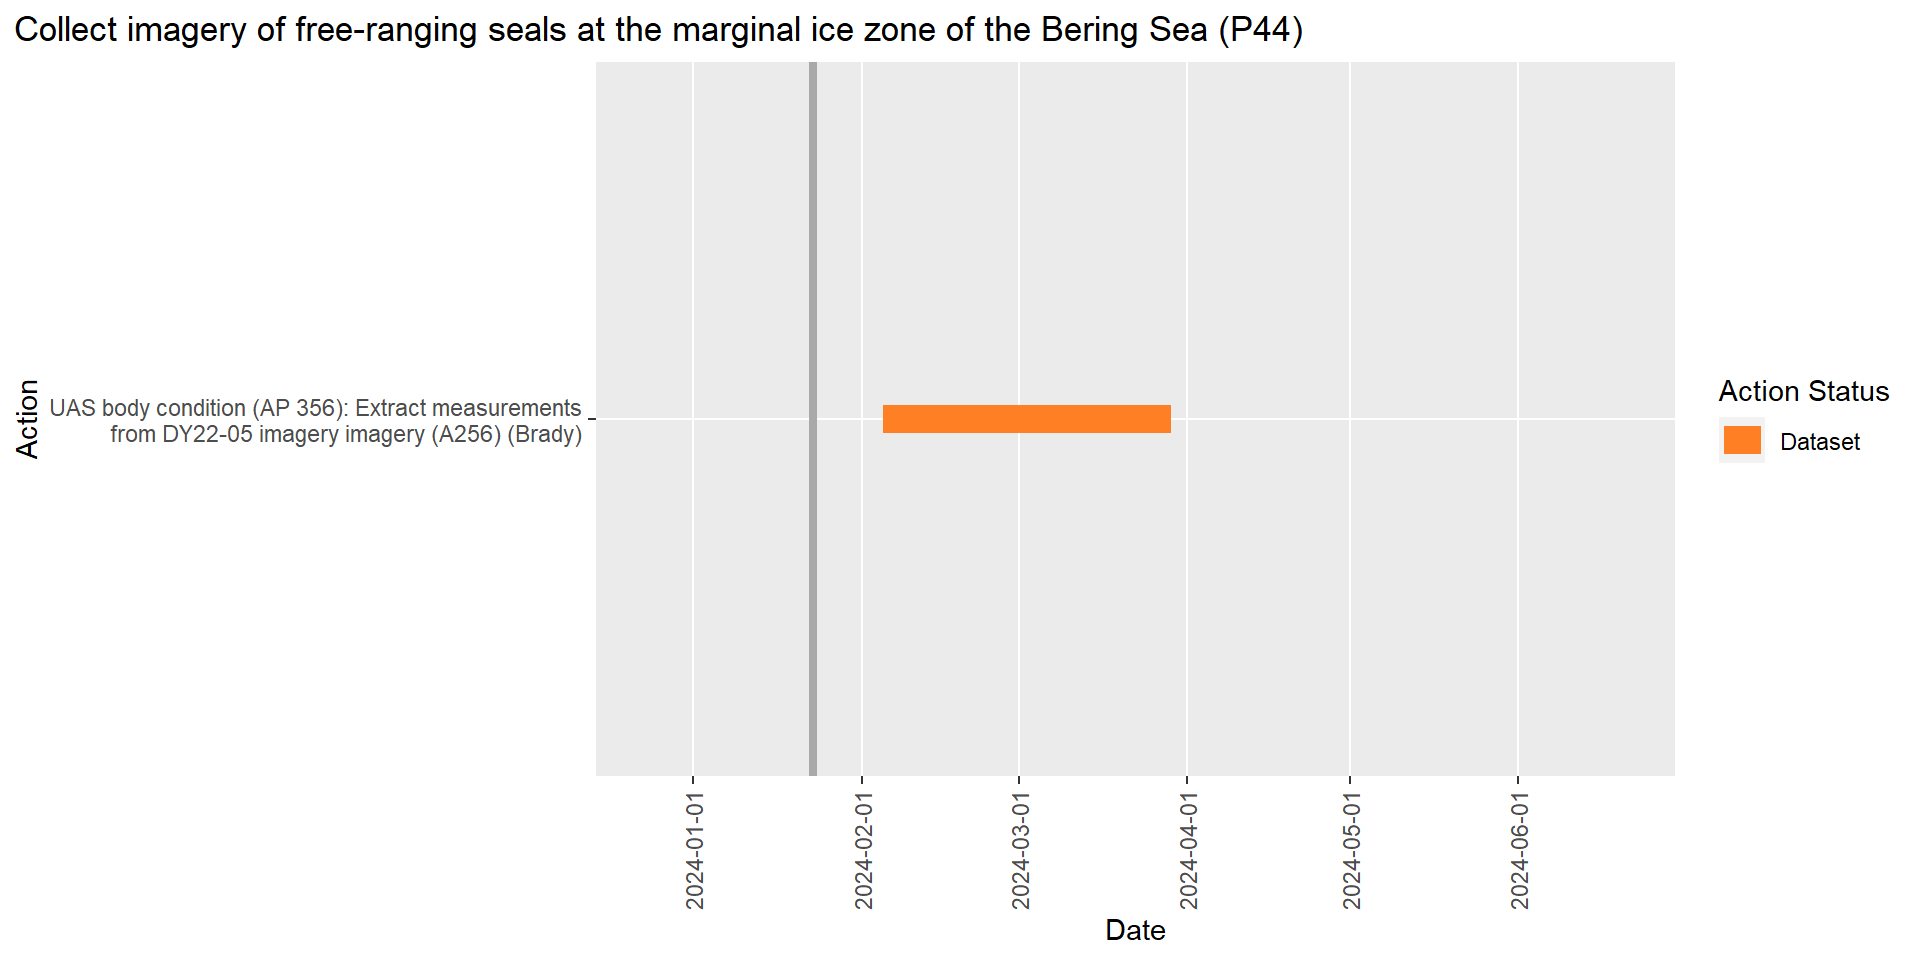 Collect imagery of free-ranging seals at the marginal ice zone of the Bering Sea (P44)
Action
UAS body condition (AP 356): Extract measurements
from DY22-05 imagery imagery (A256) (Brady)
Action Status
Dataset
2024-01-01
2024-02-01
2024-03-01
2024-04-01
2024-05-01
2024-06-01
Date